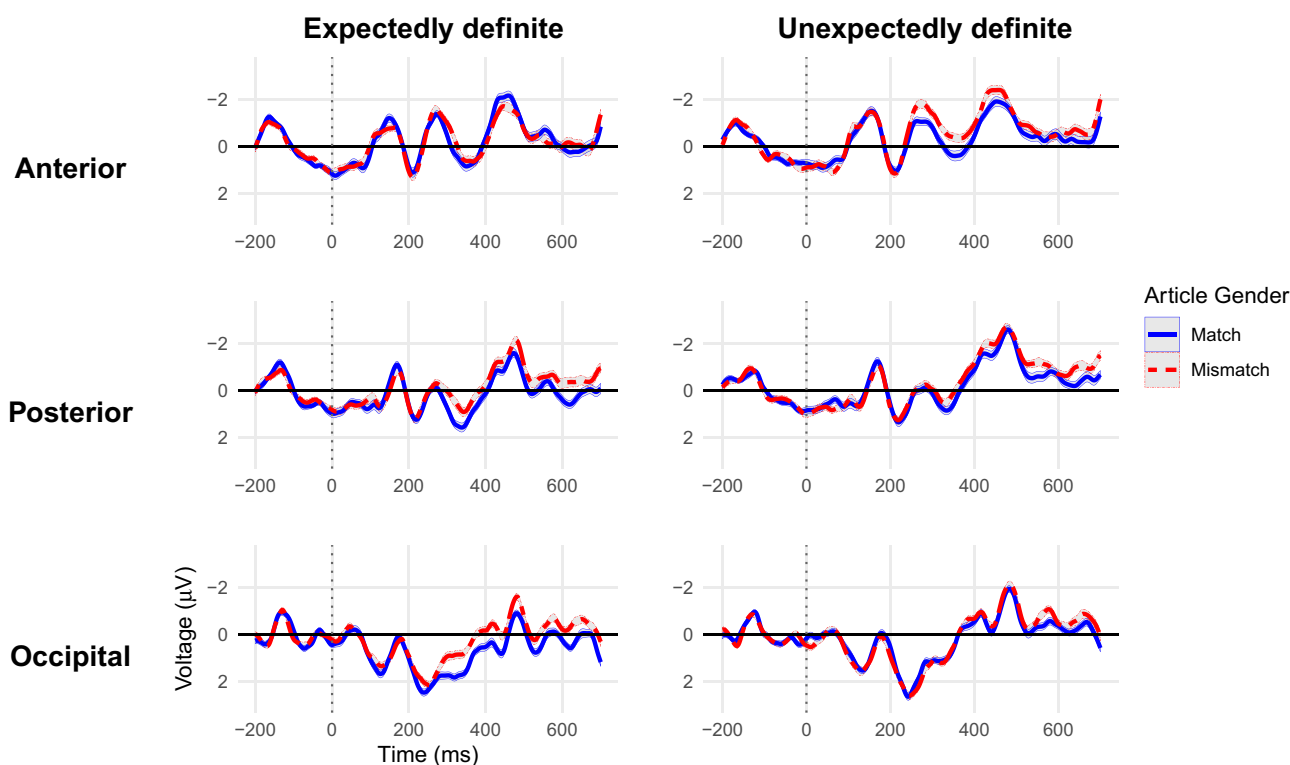 Expectedly definite Unexpectedly definite
Anterior
−2 −2
0 0
2 2
−200 0 200 400 600 −200 0 200 400 600
Posterior
−2 −2
0 0
2 2
−200 0 200 400 600 −200 0 200 400 600
Article Gender
Match
Mismatch
Occipital
Voltage (µV)
−2 −2
0 0
2 2
−200 0 200 400 600 −200 0 200 400 600
Time (ms)